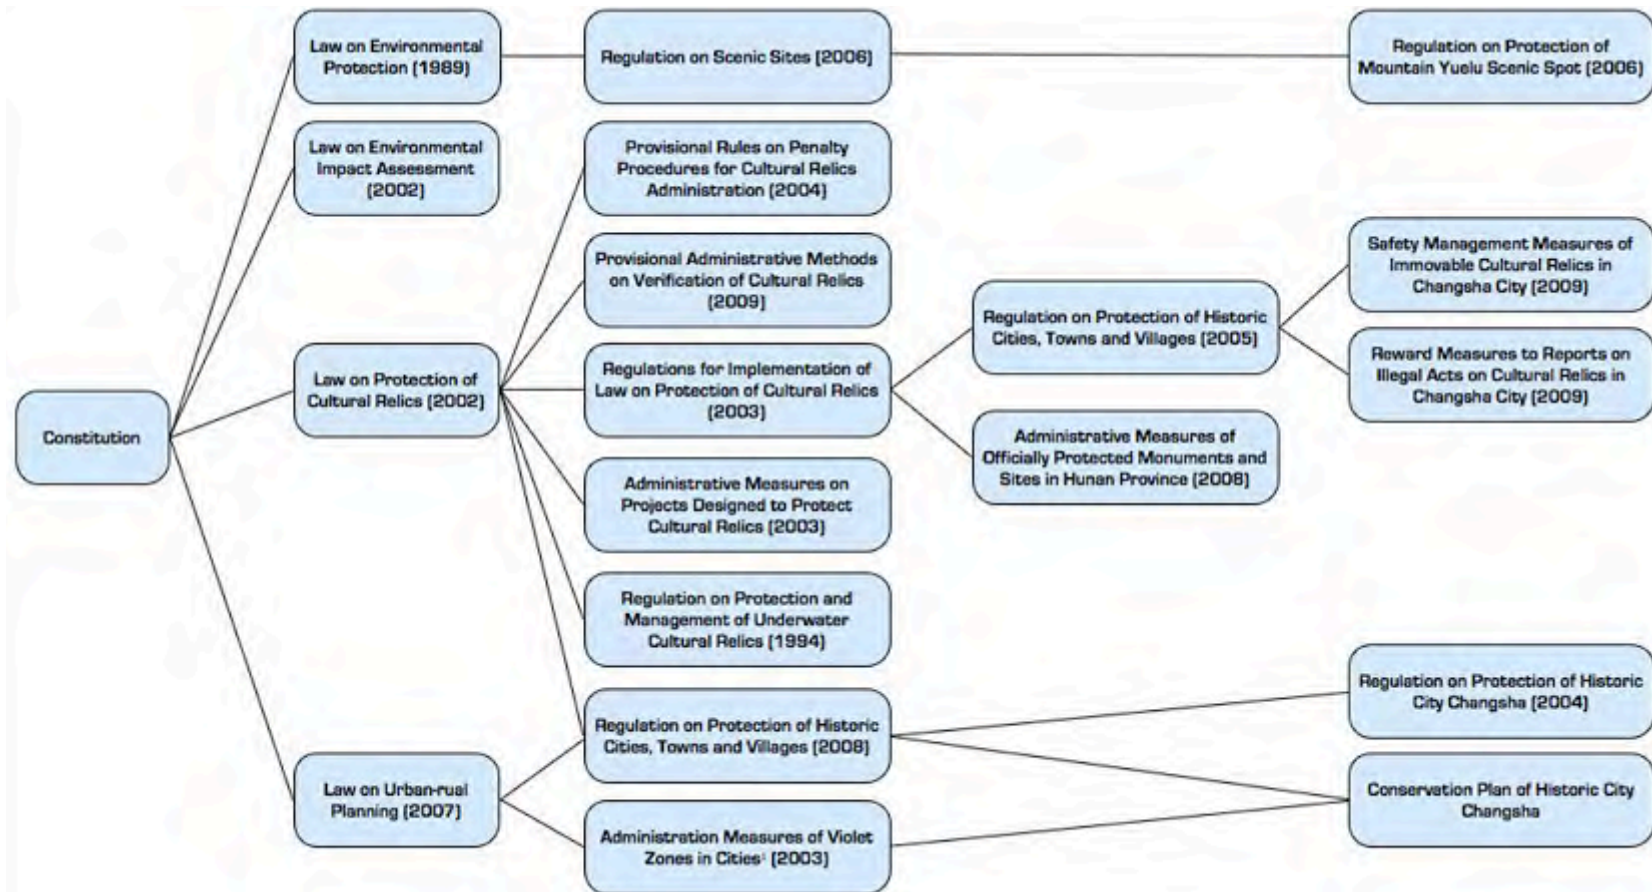 Law on Environmental
Protection (1989)
Regulation on Scenic Sites (2006)
Regulation on Protection of
Mountain Yuelu Scenic Spot (2006)
Law on Environmental
Impact Assessment
(2002)
Provisional Rules on Penalty
Procedures for Cultural Relics
Administration (2004)
Provisional Administrative Methods
on Verification of Cultural Relics
(2009)
Safety Management Measures of
Immovable Cultural Relics in
Changsha City (2009)
Regulation on Protection of Historic
Cities, Towns and Villages (2005)
Constitution
Law on Protection of
Cultural Relics (2002)
Regulations for Implementation of
Law on Protection of Cultural Relics
(2003)
Reward Measures to Reports on
Illegal Acts on Cultural Relics in
Changsha City (2009)
Administrative Measures of
Officially Protected Monuments and
Sites in Hunan Province (2008)
Administrative Measures on
Projects Designed to Protect
Cultural Relics (2003)
Regulation on Protection and
Management of Underwater
Cultural Relics (1994)
Regulation on Protection of Historic
Cities, Towns and Villages (2008)
Regulation on Protection of Historic
City Changsha (2004)
Law on Urban-rual
Planning (2007)
Administration Measures of Violet
Zones in Cities¹ (2003)
Conservation Plan of Historic City
Changsha